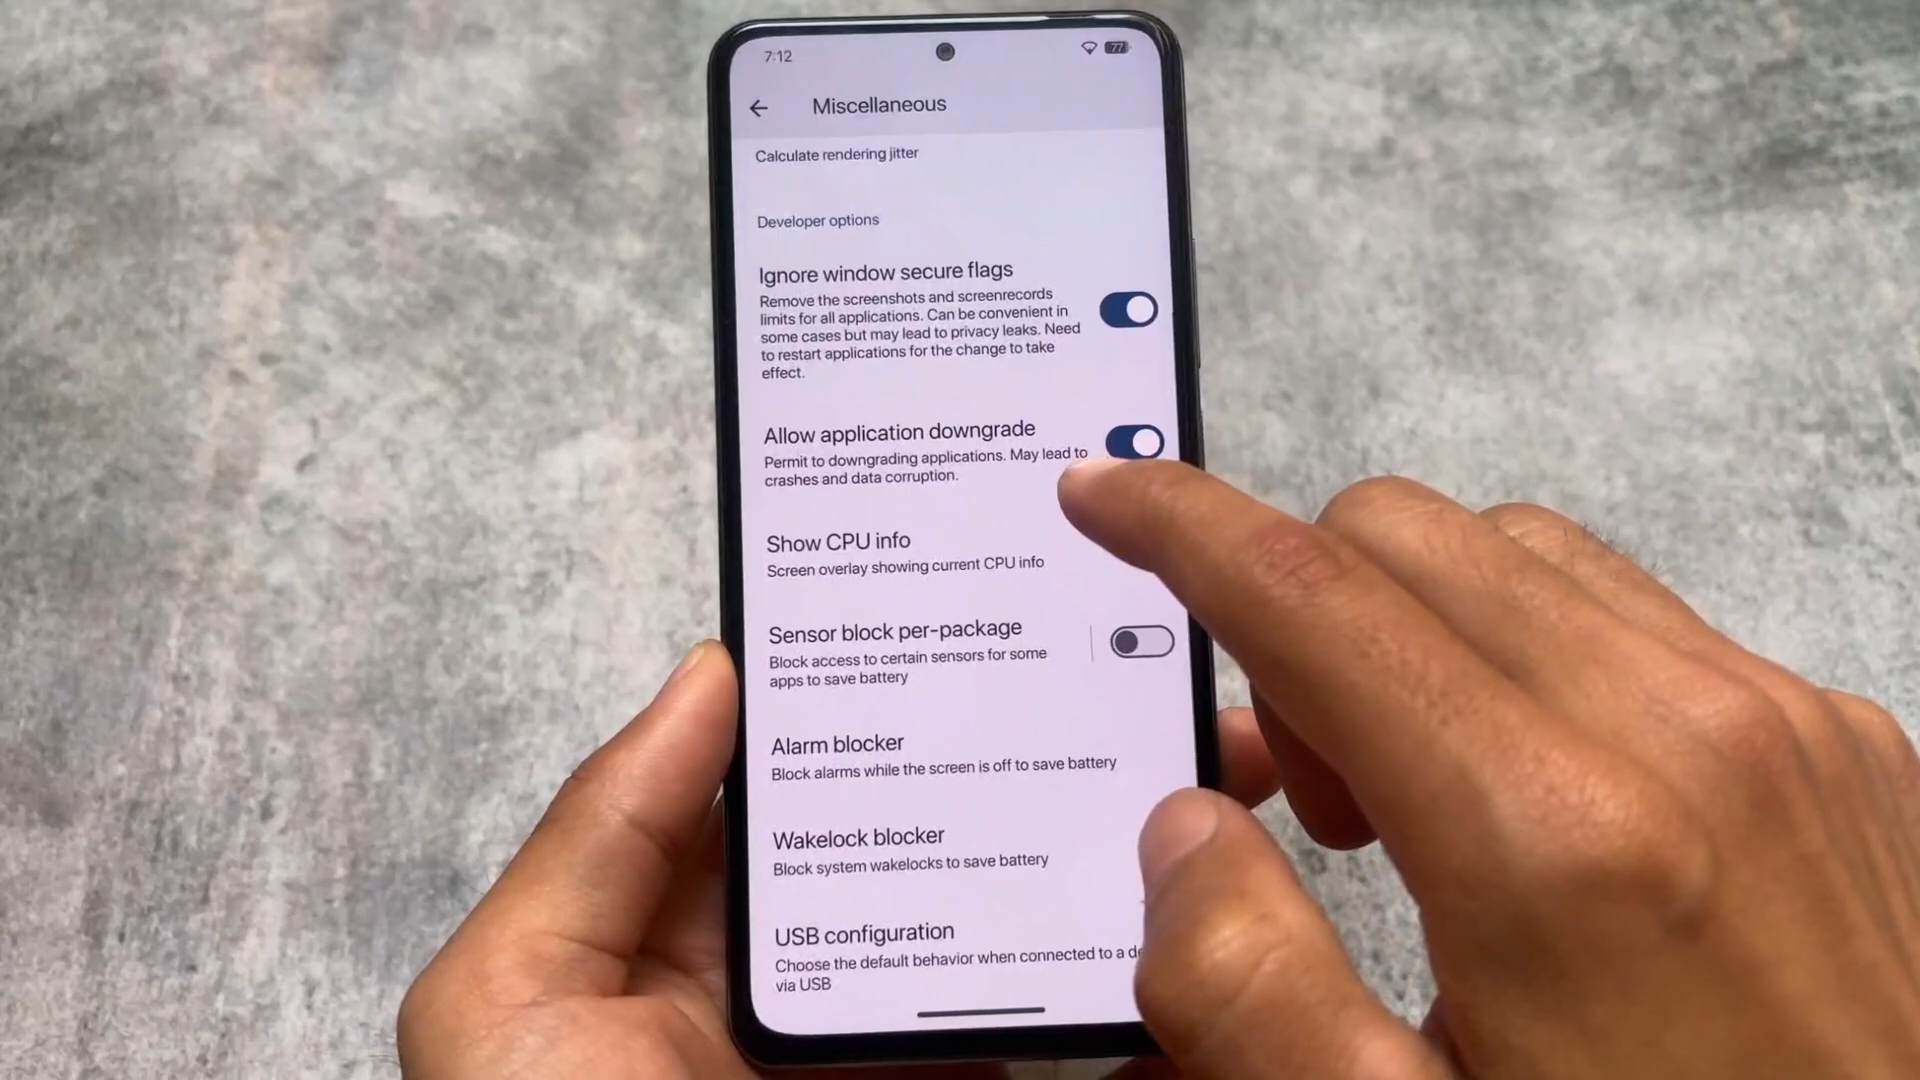 7:12
77
Miscellaneous
Calculate rendering jitter
Developer options
Ignore window secure flags
Remove the screenshots and screenrecords
limits for all applications. Can be convenient in
some cases but may lead to privacy leaks. Need
to restart applications for the change to take
effect.
Allow application downgrade
Permit to downgrading applications. May lead to
crashes and data corruption.
Show CPU info
Screen overlay showing current CPU info
Sensor block per-package
Block access to certain sensors for some
apps to save battery
Alarm blocker
Block alarms while the screen is off to save battery
Wakelock blocker
Block system wakelocks to save battery
USB configuration
Choose the default behavior when connected to a de
via USB